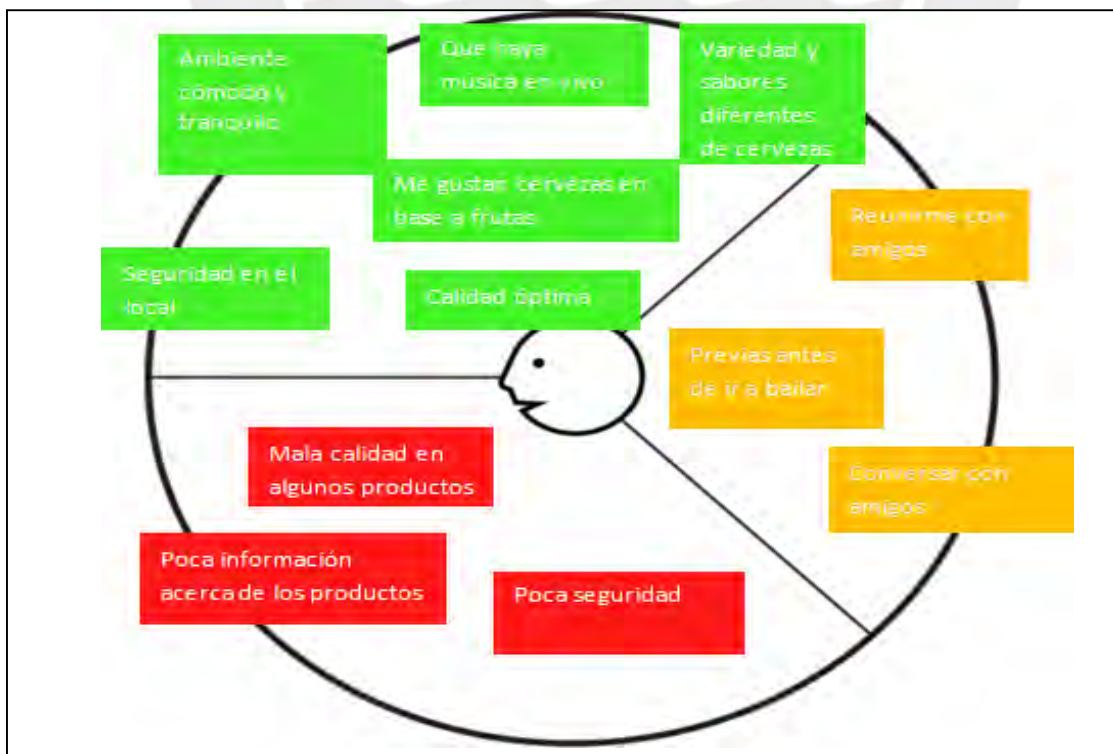 Ambiente
cómodo y
tranquilo
Que haya
musica en vivo
Variedad y
sabores
diferentes
de cervezas
Me gustan cervezas en
base a frutas
Reunirme con
amigos
Seguridad en el
local
Calidad óptima
Previas antes
de ir a bailar
Mala calidad en
algunos productos
Conversar con
amigos
Poca información
acerca de los productos
Poca seguridad